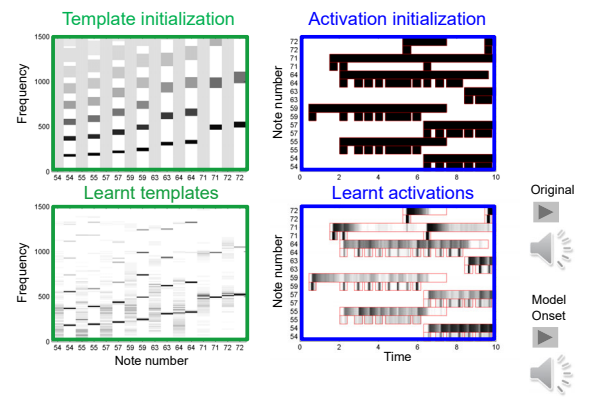 Template initialization
Activation initialization
Frequency
1500
1000
500
0
54 54 55 55 57 57 59 59 63 63 64 64 71 71 72 72
Note number
72
72
71
71
64
64
63
63
59
59
57
57
55
55
54
54
0 2 4 6 8 10
Learnt templates
Learnt activations
Frequency
1500
1000
500
0
54 54 55 55 57 57 59 59 63 63 64 64 71 71 72 72
Note number
Note number
72
72
71
71
64
64
63
63
59
59
57
57
55
55
54
54
0 2 4 6 8 10
Time
Original
Model
Onset